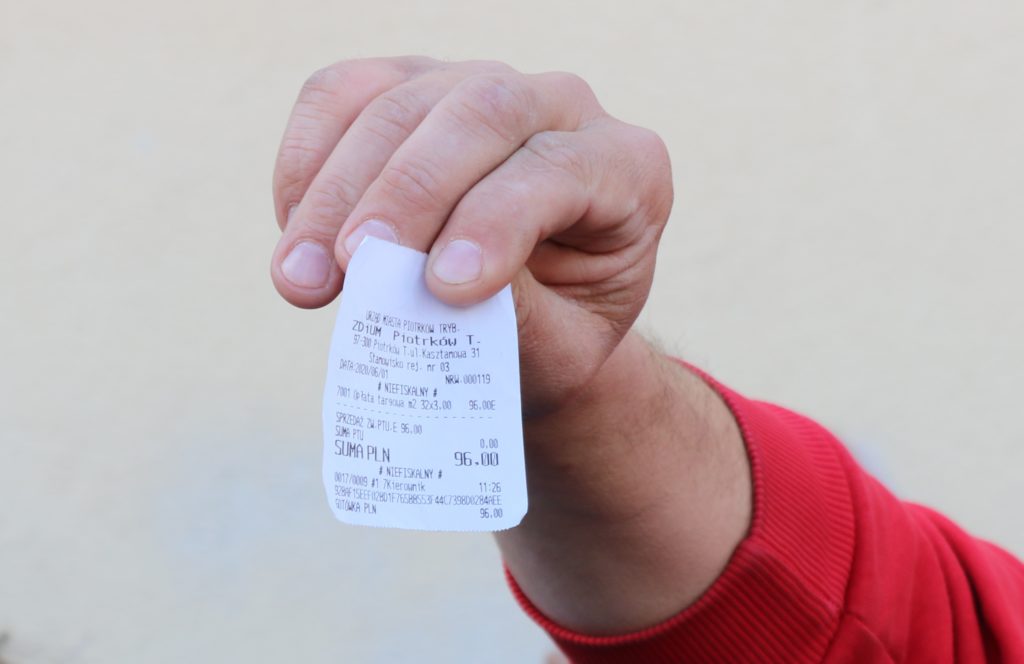 URZĄD MIASTA PIOTRKÓW TRYB.
ZDiUM Piotrków T.
97-300 Piotrków T.ul.Kasztanowa 31
Stanowisko rej. nr 03
DATA:2020/06/01 NRW.000119
# NIEFISKALNY #
7001 Opłata targowa m2 32x3.00 96.00E
SPRZEDAŻ ZW.PTU.E 96.00
SUMA PTU 0.00
SUMA PLN 96.00
# NIEFISKALNY #
0017/0009 #1 7Kierownik 11:26
GOTÓWKA PLN 96.00